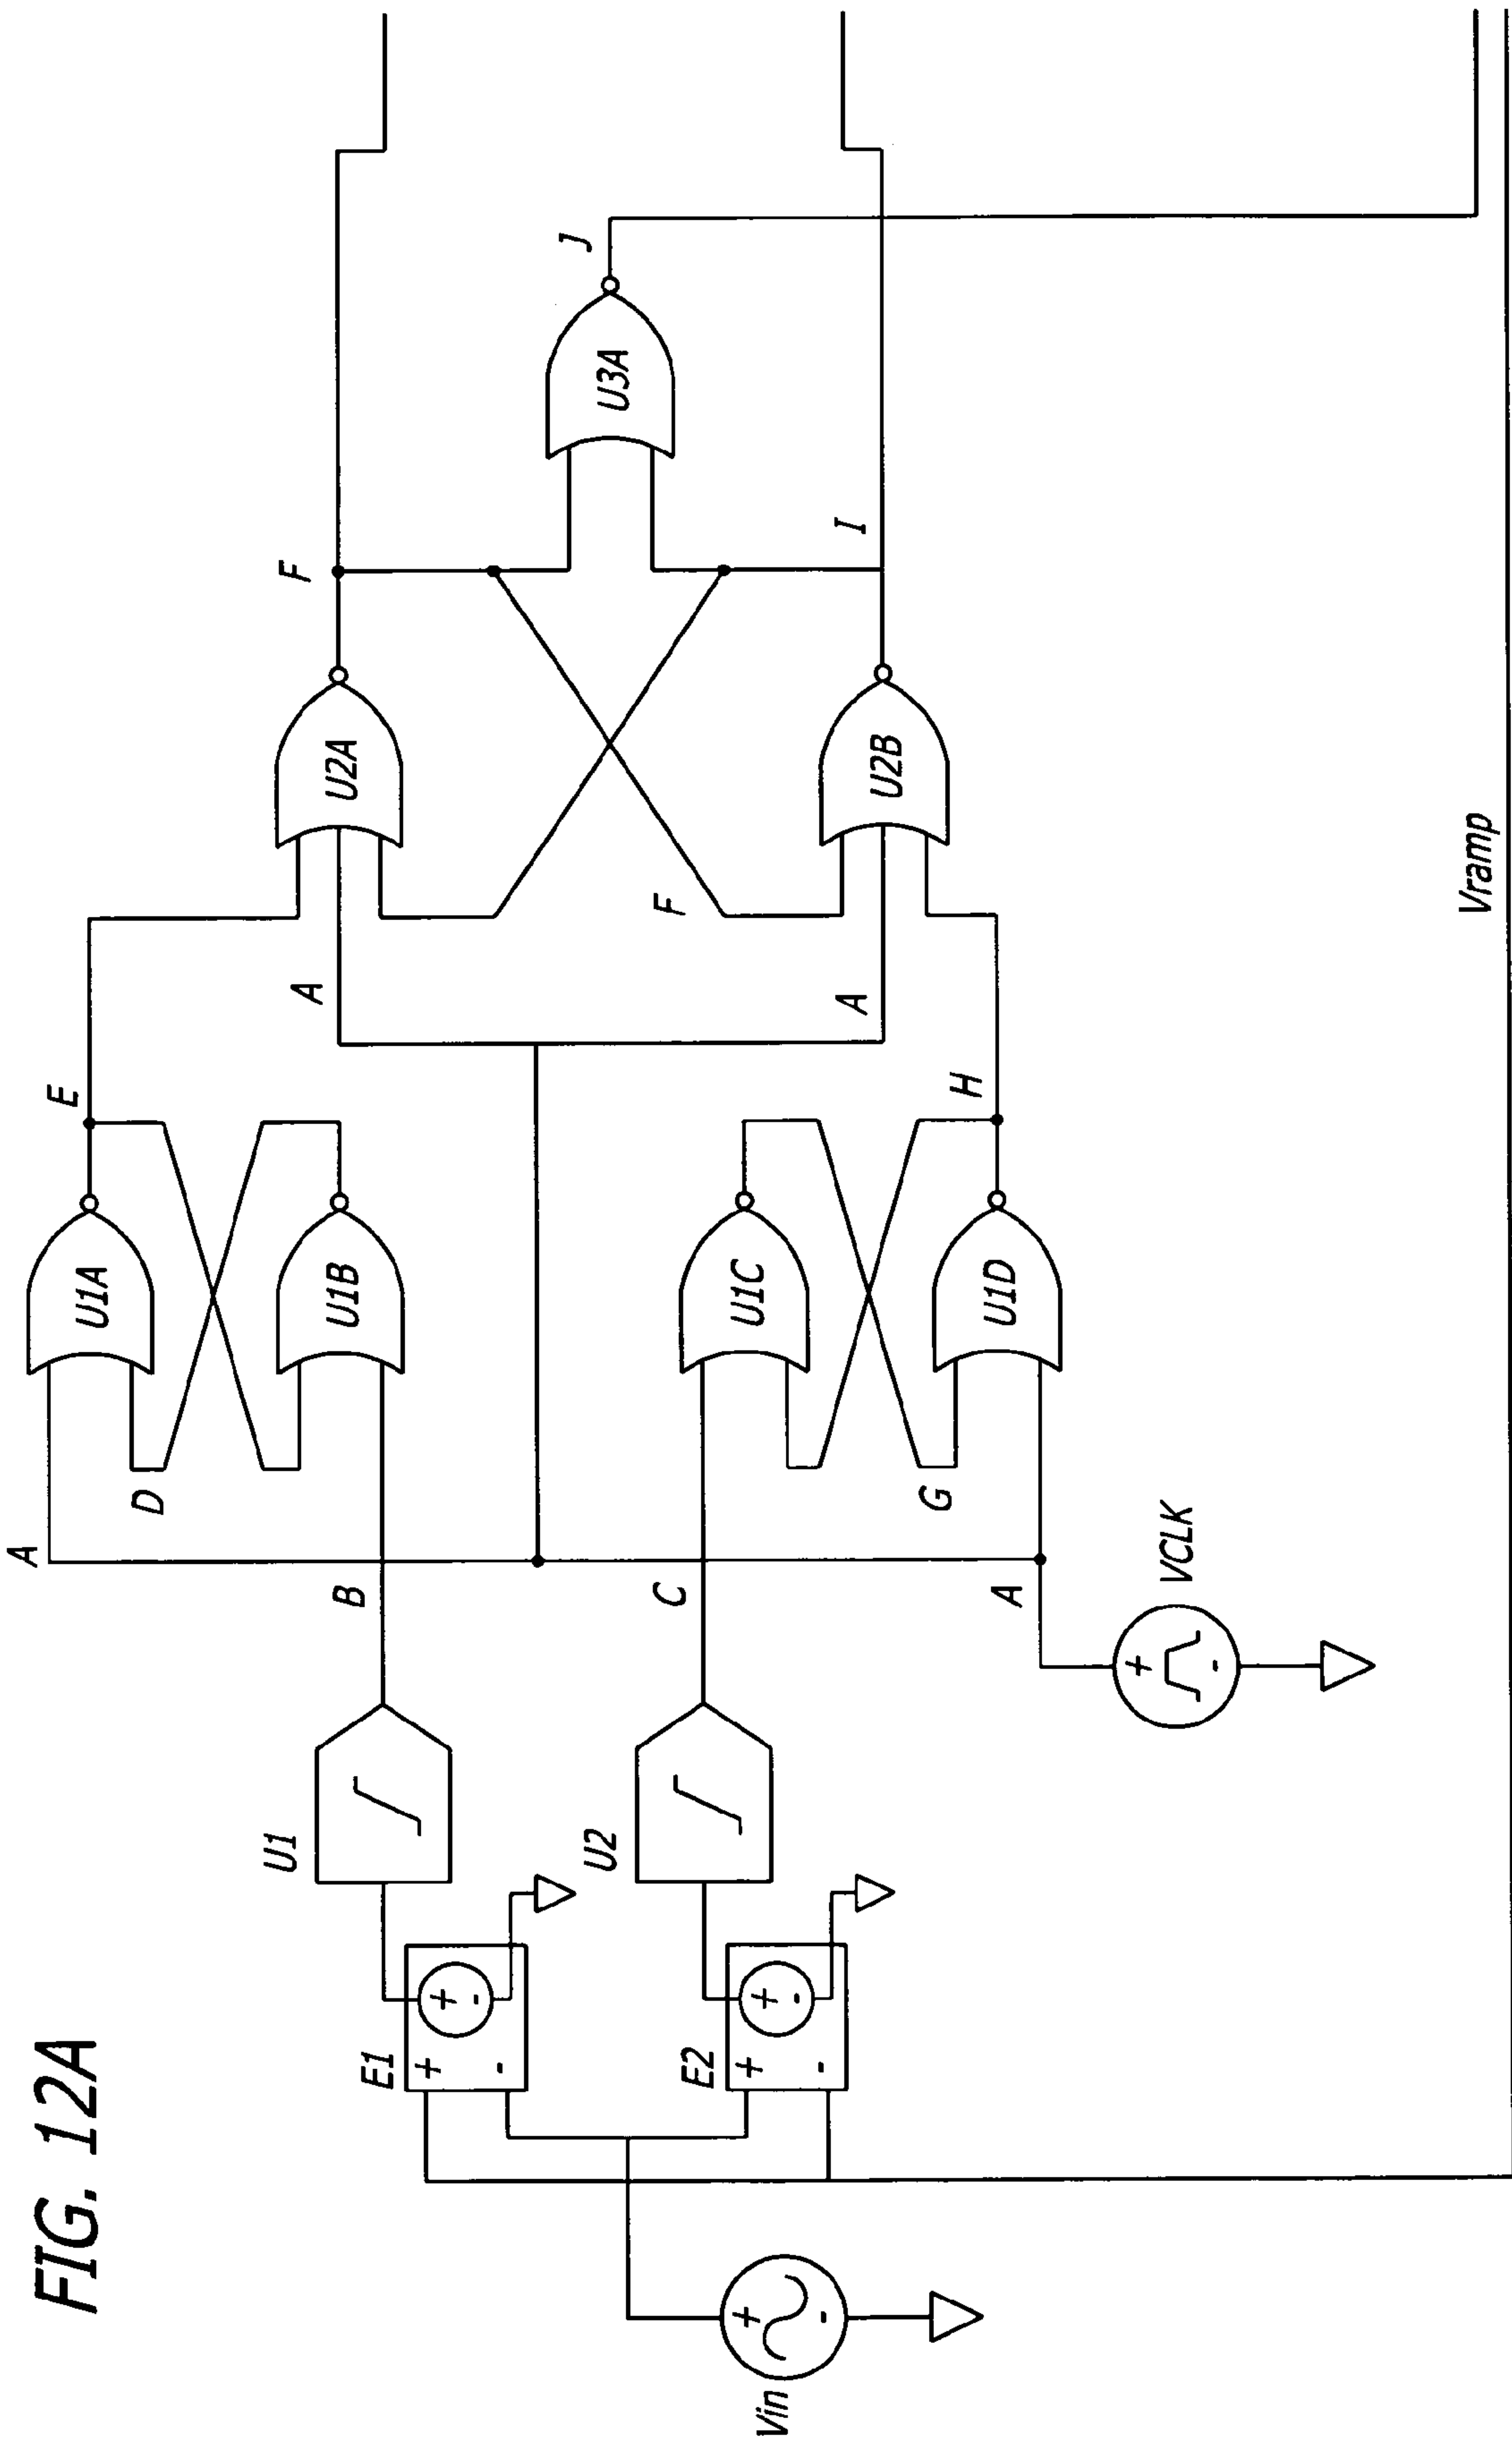 FIG. 12A
Vin
E1
+
-
+
-
U1
E2
+
-
+
-
U2
+
-
+
-
VCLK
A
B
C
A
D
G
U1A
U1B
U1C
U1D
E
H
A
A
F
U2A
U2B
F
I
U3A
J
Vramp